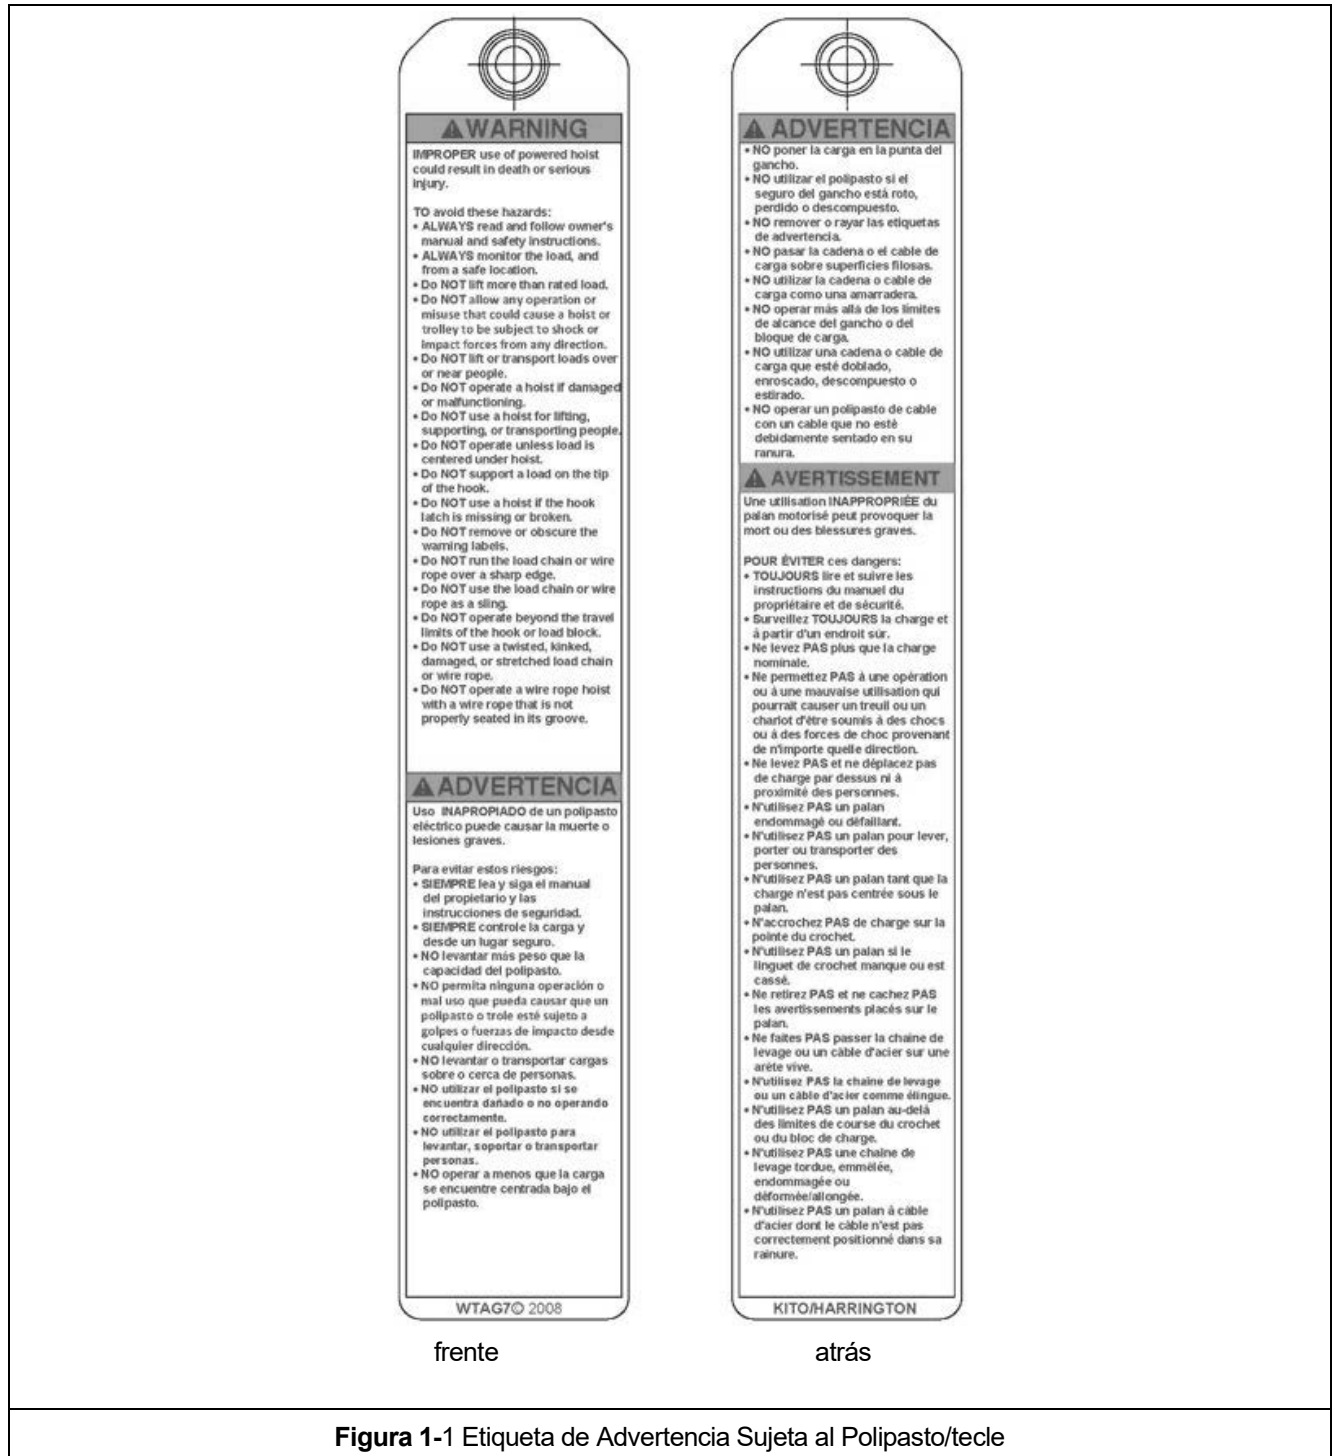 WARNING
IMPROPER use of powered hoist
could result in death or serious
injury.
TO avoid these hazards:
• ALWAYS read and follow owner's
manual and safety instructions.
• ALWAYS monitor the load, and
from a safe location.
• Do NOT lift more than rated load.
• Do NOT allow any operation or
misuse that could cause a hoist or
trolley to be subject to shock or
impact forces from any direction.
• Do NOT lift or transport loads over
or near people.
• Do NOT operate a hoist if damaged
or malfunctioning.
• Do NOT use a hoist for lifting,
supporting, or transporting people.
• Do NOT operate unless load is
centered under hoist.
• Do NOT support a load on the tip
of the hook.
• Do NOT use a hoist if the hook
latch is missing or broken.
• Do NOT remove or obscure the
warning labels.
• Do NOT run the load chain or wire
rope over a sharp edge.
• Do NOT use the load chain or wire
rope as a sling.
• Do NOT operate beyond the travel
limits of the hook or load block.
• Do NOT use a twisted, kinked,
damaged, or stretched load chain
or wire rope.
• Do NOT operate a wire rope hoist
with a wire rope that is not
properly seated in its groove.
ADVERTENCIA
Uso INAPROPIADO de un polipasto
eléctrico puede causar la muerte o
lesiones graves.
Para evitar estos riesgos:
• SIEMPRE lea y siga el manual
del propietario y las
instrucciones de seguridad.
• SIEMPRE controle la carga y
desde un lugar seguro.
• NO levantar más peso que la
capacidad del polipasto.
• NO permita ninguna operación o
mal uso que pueda causar que un
polipasto o trole esté sujeto a
golpes o fuerzas de impacto desde
cualquier dirección.
• NO levantar o transportar cargas
sobre o cerca de personas.
• NO utilizar el polipasto si se
encuentra dañado o no operando
correctamente.
• NO utilizar el polipasto para
levantar, soportar o transportar
personas.
• NO operar a menos que la carga
se encuentre centrada bajo el
polipasto.
WTAG7© 2008
frente
ADVERTENCIA
• NO poner la carga en la punta del
gancho.
• NO utilizar el polipasto si el
seguro del gancho está roto,
perdido o descompuesto.
• NO remover o rayar las etiquetas
de advertencia.
• NO pasar la cadena o el cable de
carga sobre superficies filosas.
• NO utilizar la cadena o cable de
carga como una amarradera.
• NO operar más allá de los límites
de alcance del gancho o del
bloque de carga.
• NO utilizar una cadena o cable de
carga que esté doblado,
enroscado, descompuesto o
estirado.
• NO operar un polipasto de cable
con un cable que no esté
debidamente sentado en su
ranura.
AVERTISSEMENT
Une utilisation INAPPROPRIÉE du
palan motorisé peut provoquer la
mort ou des blessures graves.
POUR ÉVITER ces dangers:
• TOUJOURS lire et suivre les
instructions du manuel du
propriétaire et de sécurité.
• Surveillez TOUJOURS la charge et
à partir d'un endroit sûr.
• Ne levez PAS plus que la charge
nominale.
• Ne permettez PAS à une opération
ou à une mauvaise utilisation qui
pourrait causer un treuil ou un
chariot d'être soumis à des chocs
ou á des forces de choc provenant
de n'importe quelle direction.
• Ne levez PAS et ne déplacez pas
de charge par dessus ni à
proximité des personnes.
• N'utilisez PAS un palan
endommagé ou défaillant.
• N'utilisez PAS un palan pour lever,
porter ou transporter des
personnes.
• N'utilisez PAS un palan tant que la
charge n'est pas centrée sous le
palan.
• N'accrochez PAS de charge sur la
pointe du crochet.
• N'utilisez PAS un palan si le
linguet de crochet manque ou est
cassé.
• Ne retirez PAS et ne cachez PAS
les avertissements placés sur le
palan.
• Ne faites PAS passer la chaîne de
levage ou un câble d'acier sur une
arête vive.
• N'utilisez PAS la chaîne de levage
ou un câble d'acier comme élingue.
• N'utilisez PAS un palan au-delà
des limites de course du crochet
ou du bloc de charge.
• N'utilisez PAS une chaîne de
levage tordue, emmêlée,
endommagée ou
déformée/allongée.
• N'utilisez PAS un palan à câble
d'acier dont le câble n'est pas
correctement positionné dans sa
rainure.
KITO/HARRINGTON
atrás
Figura 1-1 Etiqueta de Advertencia Sujeta al Polipasto/tecle